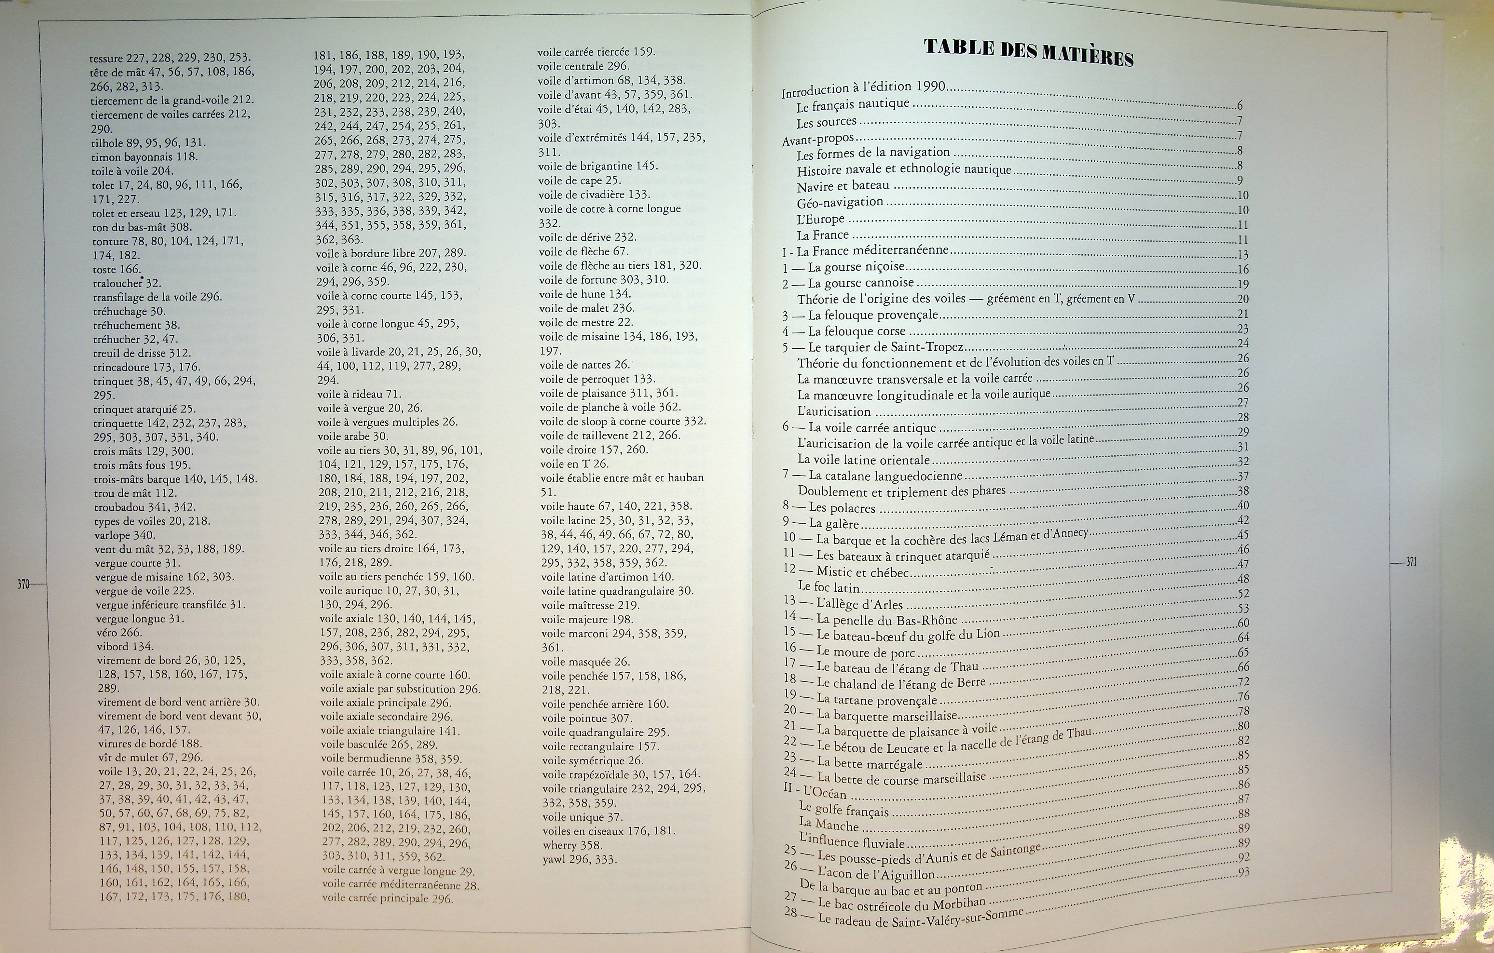 tessure 227, 228, 229, 230, 253.
tête de mât 47, 56, 57, 108, 186,
266, 282, 313.
tiercement de la grand-voile 212.
tiercement de voiles carrées 212,
290.
tilhole 89, 95, 96, 131.
timon bayonnais 118.
toile à voile 204.
tolet 17, 24, 80, 96, 111, 166,
171, 227.
tolet et erseau 123, 129, 171.
ton du bas-mât 308.
tonture 78, 80, 104, 124, 171,
174, 182.
toste 166.
traloucher 32.
transfilage de la voile 296.
tréhuchage 30.
tréhuchement 38.
tréhucher 32, 47.
treuil de drisse 312.
trincadoure 173, 176.
trinquet 38, 45, 47, 49, 66, 294,
295.
trinquet atarquié 25.
trinquette 142, 232, 237, 283,
295, 303, 307, 331, 340.
trois mâts 129, 300.
trois mâts fous 195.
trois-mâts barque 140, 145, 148.
trou de mât 112.
troubadou 341, 342.
types de voiles 20, 218.
varlope 340.
vent du mât 32, 33, 188, 189.
vergue courte 31.
vergue de misaine 162, 303.
vergue de voile 225.
vergue inférieure transfilée 31.
vergue longue 31.
véro 266.
vibord 134.
virement de bord 26, 30, 125,
128, 157, 158, 160, 167, 175,
289.
virement de bord vent arrière 30.
virement de bord vent devant 30,
47, 126, 146, 157.
virures de bordé 188.
vît de mulet 67, 296.
voile 13, 20, 21, 22, 24, 25, 26,
27, 28, 29, 30, 31, 32, 33, 34,
37, 38, 39, 40, 41, 42, 43, 47,
50, 57, 60, 67, 68, 69, 75, 82,
87, 91, 103, 104, 108, 110, 112,
117, 125, 126, 127, 128, 129,
133, 134, 139, 141, 142, 144,
146, 148, 150, 155, 157, 158,
160, 161, 162, 164, 165, 166,
167, 172, 173, 175, 176, 180,
181, 186, 188, 189, 190, 193,
194, 197, 200, 202, 203, 204,
206, 208, 209, 212, 214, 216,
218, 219, 220, 223, 224, 225,
231, 232, 233, 238, 239, 240,
242, 244, 247, 254, 255, 261,
265, 266, 268, 273, 274, 275,
277, 278, 279, 280, 282, 283,
285, 289, 290, 294, 295, 296,
302, 303, 307, 308, 310, 311,
315, 316, 317, 322, 329, 332,
333, 335, 336, 338, 339, 342,
344, 351, 355, 358, 359, 361,
362, 363.
voile à bordure libre 207, 289.
voile à corne 46, 96, 222, 230,
294, 296, 359.
voile à corne courte 145, 153,
295, 331.
voile à corne longue 45, 295,
306, 331.
voile à livarde 20, 21, 25, 26, 30,
44, 100, 112, 119, 277, 289,
294.
voile à rideau 71.
voile à vergue 20, 26.
voile à vergues multiples 26.
voile arabe 30.
voile au tiers 30, 31, 89, 96, 101,
104, 121, 129, 157, 175, 176,
180, 184, 188, 194, 197, 202,
208, 210, 211, 212, 216, 218,
219, 235, 236, 260, 265, 266,
278, 289, 291, 294, 307, 324,
333, 344, 346, 362.
voile au tiers droite 164, 173,
176, 218, 289.
voile au tiers penchée 159, 160.
voile aurique 10, 27, 30, 31,
130, 294, 296.
voile axiale 130, 140, 144, 145,
157, 208, 236, 282, 294, 295,
296, 306, 307, 311, 331, 332,
333, 358, 362.
voile axiale à corne courte 160.
voile axiale par substitution 296.
voile axiale principale 296.
voile axiale secondaire 296.
voile axiale triangulaire 141.
voile basculée 265, 289.
voile bermudienne 358, 359.
voile carrée 10, 26, 27, 38, 46,
117, 118, 123, 127, 129, 130,
133, 134, 138, 139, 140, 144,
145, 157, 160, 164, 175, 186,
202, 206, 212, 219, 232, 260,
277, 282, 289, 290, 294, 296,
303, 310, 311, 359, 362.
voile carrée à vergue longue 29.
voile carrée méditerranéenne 28.
voile carrée principale 296.
voile carrée tiercée 159.
voile centrale 296.
voile d'artimon 68, 134, 338.
voile d'avant 43, 57, 359, 361.
voile d'étai 45, 140, 142, 283,
303.
voile d'extrémités 144, 157, 235,
311.
voile de brigantine 145.
voile de cape 25.
voile de civadière 133.
voile de cotre à corne longue
332.
voile de dérive 232.
voile de flèche 67.
voile de flèche au tiers 181, 320.
voile de fortune 303, 310.
voile de hune 134.
voile de malet 236.
voile de mestre 22.
voile de misaine 134, 186, 193,
197.
voile de nattes 26.
voile de perroquet 133.
voile de plaisance 311, 361.
voile de planche à voile 362.
voile de sloop à corne courte 332.
voile de taillevent 212, 266.
voile droite 157, 260.
voile en T 26.
voile établie entre mât et hauban
51.
voile haute 67, 140, 221, 358.
voile latine 25, 30, 31, 32, 33,
38, 44, 46, 49, 66, 67, 72, 80,
129, 140, 157, 220, 277, 294,
295, 332, 358, 359, 362.
voile latine d'artimon 140.
voile latine quadrangulaire 30.
voile maîtresse 219.
voile majeure 198.
voile marconi 294, 358, 359,
361.
voile masquée 26.
voile penchée 157, 158, 186,
218, 221.
voile penchée arrière 160.
voile pointue 307.
voile quadrangulaire 295.
voile rectangulaire 157.
voile symétrique 26.
voile trapézoïdale 30, 157, 164.
voile triangulaire 232, 294, 295,
332, 358, 359.
voile unique 37.
voiles en ciseaux 176, 181.
wherry 358.
yawl 296, 333.
370
TABLE DES MATIÈRES
Introduction à l'édition 1990 6
Le français nautique 7
Les sources 7
Avant-propos 8
Les formes de la navigation 8
Histoire navale et ethnologie nautique 9
Navire et bateau 10
Géo-navigation 10
L'Europe 11
La France 11
I - La France méditerranéenne 13
1 — La gourse niçoise 16
2 — La gourse cannoise 19
Théorie de l'origine des voiles — gréement en T, gréement en V 20
3 — La felouque provençale 21
4 — La felouque corse 23
5 — Le tarquier de Saint-Tropez 24
Théorie du fonctionnement et de l'évolution des voiles en T 26
La manœuvre transversale et la voile carrée 26
La manœuvre longitudinale et la voile aurique 26
L'auricisation 27
6 — La voile carrée antique 28
L'auricisation de la voile carrée antique et la voile latine 29
La voile latine orientale 31
7 — La catalane languedocienne 32
Doublement et triplement des phares 37
8 — Les polacres 38
9 — La galère 40
10 — La barque et la cochère des lacs Léman et d'Annecy 42
11 — Les bateaux à trinquet atarquié 45
12 — Mistic et chébec 46
Le foc latin 47
13 — L'allège d'Arles 48
14 — La penelle du Bas-Rhône 52
15 — Le bateau-bœuf du golfe du Lion 53
16 — Le moure de porc 60
17 — Le bateau de l'étang de Thau 64
18 — Le chaland de l'étang de Berre 65
19 — La tartane provençale 66
20 — La barquette marseillaise 72
21 — La barquette de plaisance à voile 76
22 — Le bétou de Leucate et la nacelle de l'étang de Thau 78
23 — La bette martégale 80
24 — La bette de course marseillaise 82
II - L'Océan 85
Le golfe français 85
La Manche 86
L'influence fluviale 87
25 — Les pousse-pieds d'Aunis et de Saintonge 88
26 — L'acon de l'Aiguillon 89
De la barque au bac et au ponton 89
27 — Le bac ostréicole du Morbihan 92
28 — Le radeau de Saint-Valéry-sur-Somme 93
371